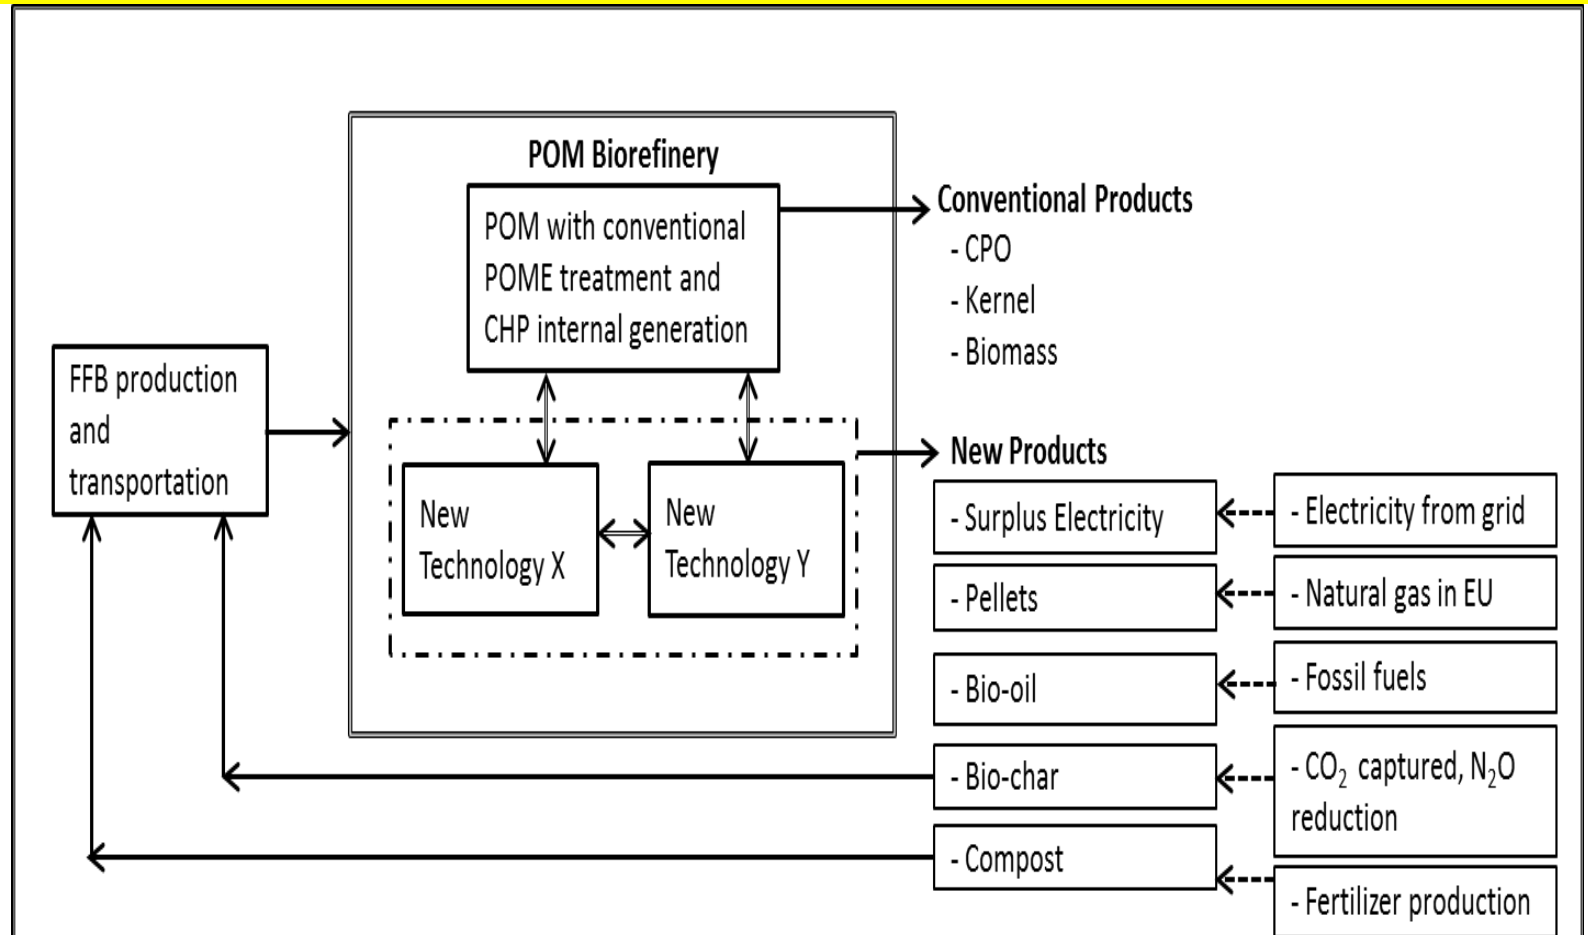 POM Biorefinery
POM with conventional
POME treatment and
CHP internal generation
Conventional Products
- CPO
- Kernel
- Biomass
FFB production
and
transportation
New
Technology X
New
Technology Y
New Products
- Surplus Electricity
- Electricity from grid
- Pellets
- Natural gas in EU
- Bio-oil
- Fossil fuels
- Bio-char
- CO₂ captured, N₂O
reduction
- Compost
- Fertilizer production